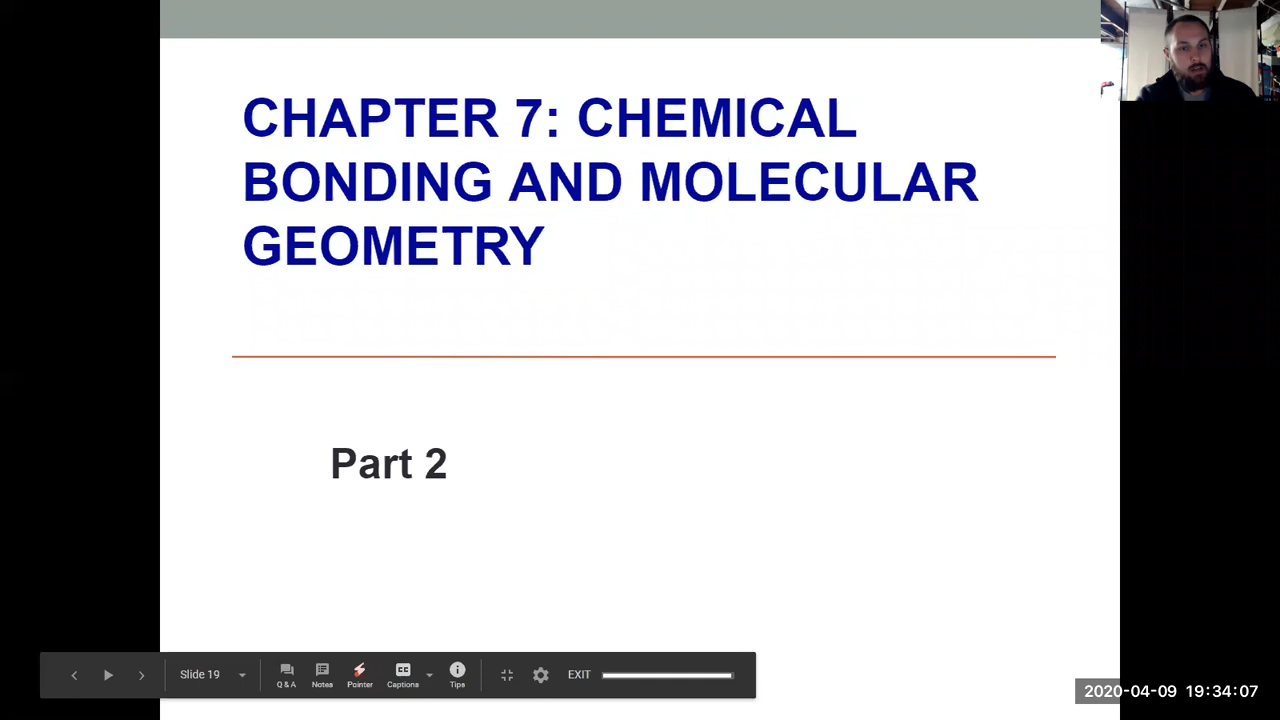 CHAPTER 7: CHEMICAL
BONDING AND MOLECULAR
GEOMETRY
Part 2
Slide 19
Q & A
Notes
Pointer
CC
Captions
Tips
EXIT
2020-04-09 19:34:07